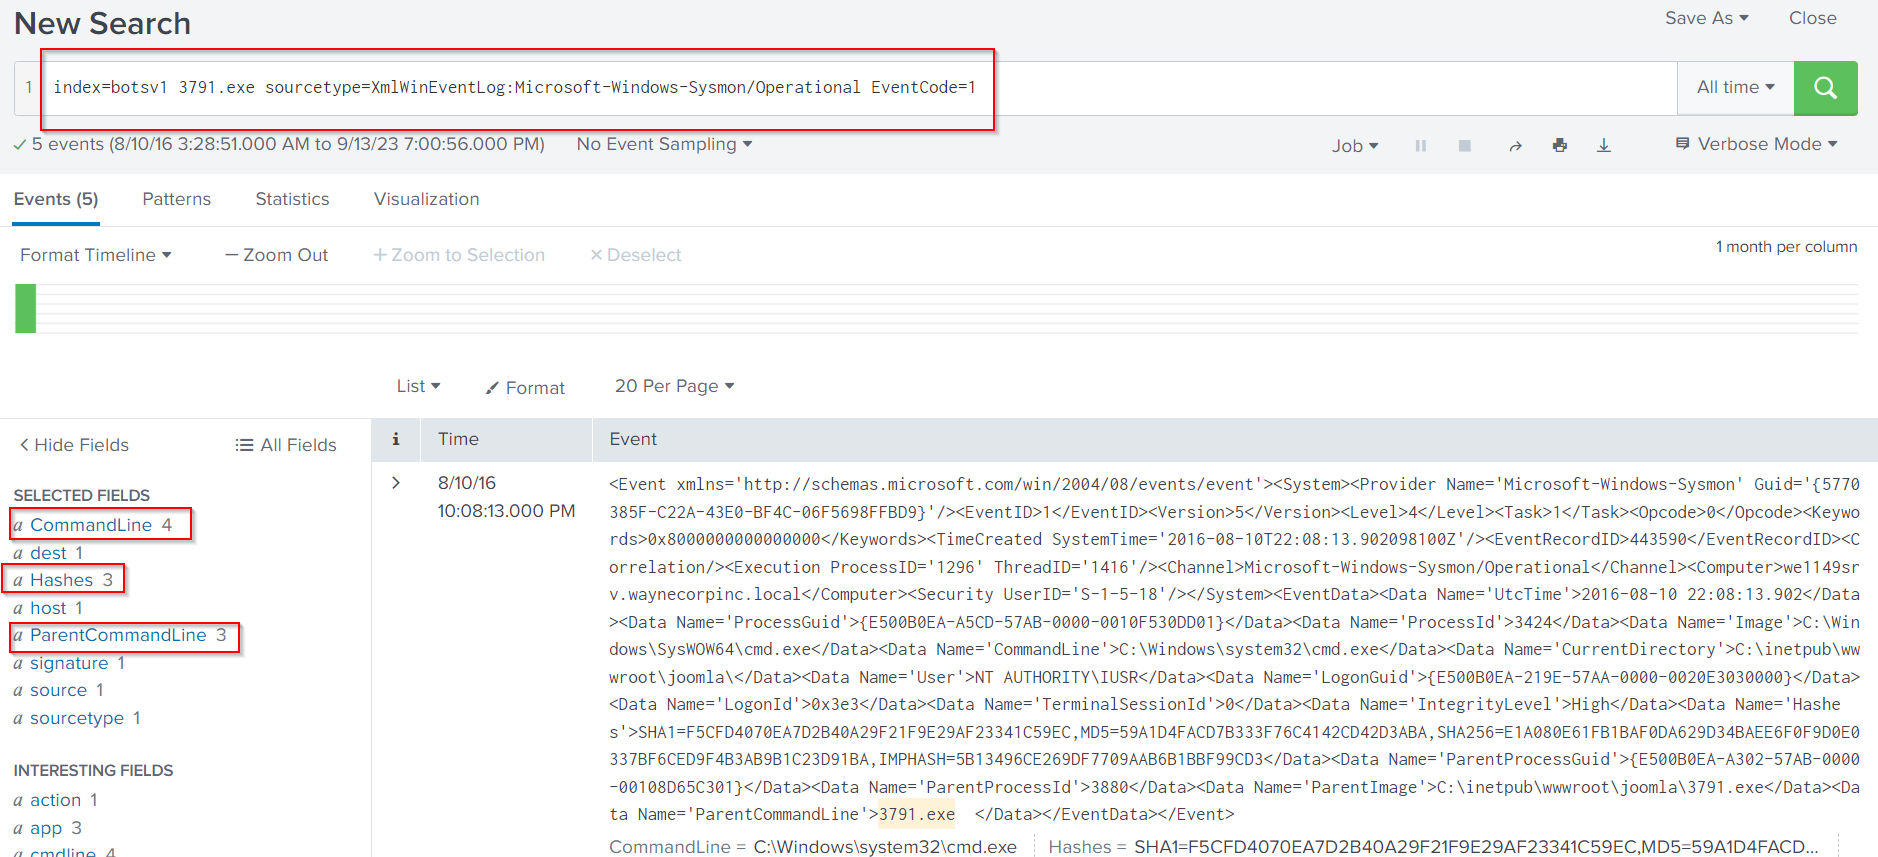 New Search
Save As
Close
1
index=botsv1 3791.exe sourcetype=XmlWinEventLog:Microsoft-Windows-Sysmon/Operational EventCode=1
All time
5 events (8/10/16 3:28:51.000 AM to 9/13/23 7:00:56.000 PM)
No Event Sampling
Job
Verbose Mode
Events (5)
Patterns
Statistics
Visualization
Format Timeline
— Zoom Out
+ Zoom to Selection
× Deselect
1 month per column
List
Format
20 Per Page
< Hide Fields
All Fields
i
Time
Event
SELECTED FIELDS
a CommandLine 4
a dest 1
a Hashes 3
a host 1
a ParentCommandLine 3
a signature 1
a source 1
a sourcetype 1
INTERESTING FIELDS
a action 1
a app 3
a cmdline 4
>
8/10/16
10:08:13.000 PM
<Event xmlns='http://schemas.microsoft.com/win/2004/08/events/event'><System><Provider Name='Microsoft-Windows-Sysmon' Guid='{5770
385F-C22A-43E0-BF4C-06F5698FFBD9}'/><EventID>1</EventID><Version>5</Version><Level>4</Level><Task>1</Task><Opcode>0</Opcode><Keywo
rds>0x8000000000000000</Keywords><TimeCreated SystemTime='2016-08-10T22:08:13.902098100Z'/><EventRecordID>443590</EventRecordID><C
orrelation/><Execution ProcessID='1296' ThreadID='1416'/><Channel>Microsoft-Windows-Sysmon/Operational</Channel><Computer>we1149sr
v.waynecorpinc.local</Computer><Security UserID='S-1-5-18'/></System><EventData><Data Name='UtcTime'>2016-08-10 22:08:13.902</Data
><Data Name='ProcessGuid'>{E500B0EA-A5CD-57AB-0000-0010F530DD01}</Data><Data Name='ProcessId'>3424</Data><Data Name='Image'>C:\Win
dows\SysWOW64\cmd.exe</Data><Data Name='CommandLine'>C:\Windows\system32\cmd.exe</Data><Data Name='CurrentDirectory'>C:\inetpub\ww
wroot\joomla\</Data><Data Name='User'>NT AUTHORITY\IUSR</Data><Data Name='LogonGuid'>{E500B0EA-219E-57AA-0000-0020E3030000}</Data>
<Data Name='LogonId'>0x3e3</Data><Data Name='TerminalSessionId'>0</Data><Data Name='IntegrityLevel'>High</Data><Data Name='Hashe
s'>SHA1=F5CFD4070EA7D2B40A29F21F9E29AF23341C59EC,MD5=59A1D4FACD7B333F76C4142CD42D3ABA,SHA256=E1A080E61FB1BAF0DA629D34BAEE6F0F9D0E0
337BF6CED9F4B3AB9B1C23D91BA,IMPHASH=5B13496CE269DF7709AAB6B1BBF99CD3</Data><Data Name='ParentProcessGuid'>{E500B0EA-A302-57AB-0000
-00108D65C301}</Data><Data Name='ParentProcessId'>3880</Data><Data Name='ParentImage'>C:\inetpub\wwwroot\joomla\3791.exe</Data><Da
ta Name='ParentCommandLine'>3791.exe  </Data></EventData></Event>
CommandLine = C:\Windows\system32\cmd.exe
Hashes = SHA1=F5CFD4070EA7D2B40A29F21F9E29AF23341C59EC,MD5=59A1D4FACD...